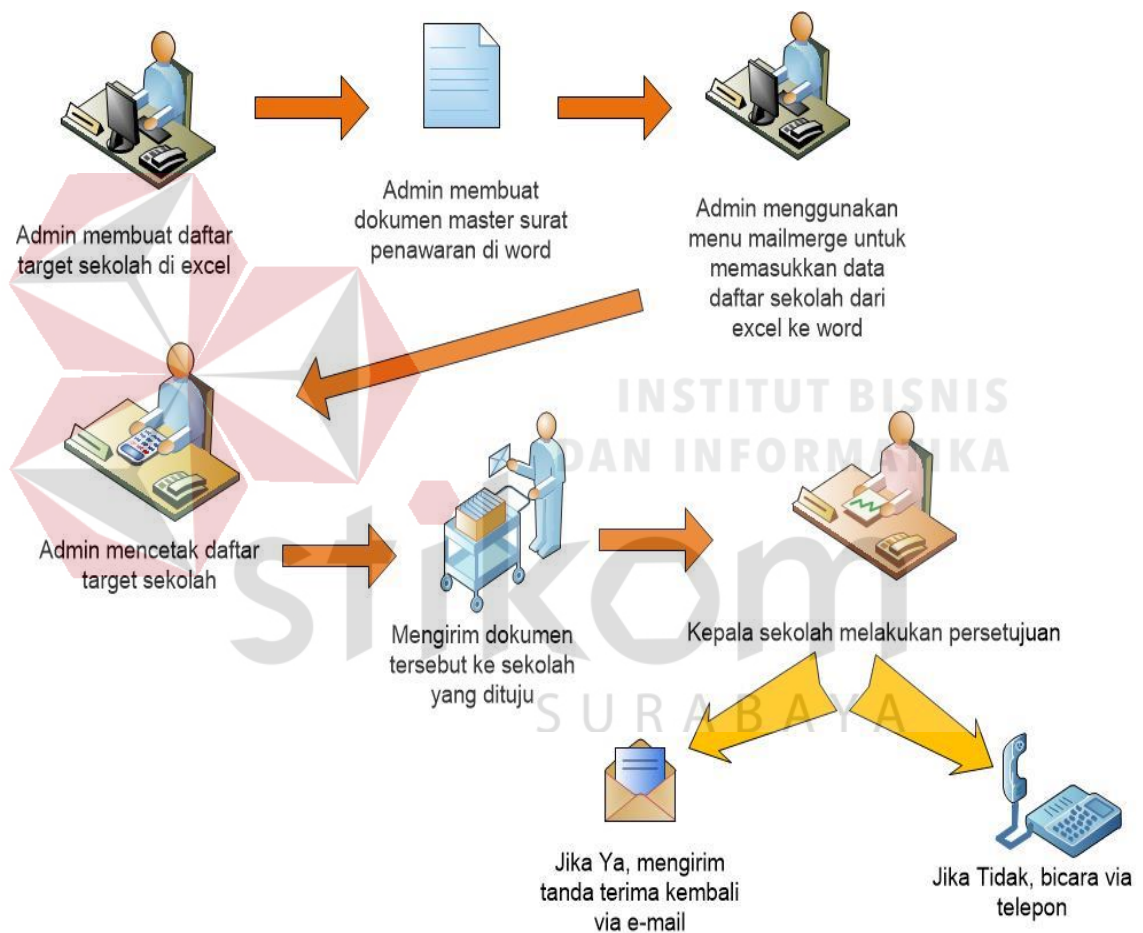 Admin membuat daftar
target sekolah di excel
Admin membuat
dokumen master surat
penawaran di word
Admin menggunakan
menu mailmerge untuk
memasukkan data
daftar sekolah dari
excel ke word
INSTITUT BISNIS
DAN INFORMATIKA
stikom
SURABAYA
Admin mencetak daftar
target sekolah
Mengirim dokumen
tersebut ke sekolah
yang dituju
Kepala sekolah melakukan persetujuan
Jika Ya, mengirim
tanda terima kembali
via e-mail
Jika Tidak, bicara via
telepon